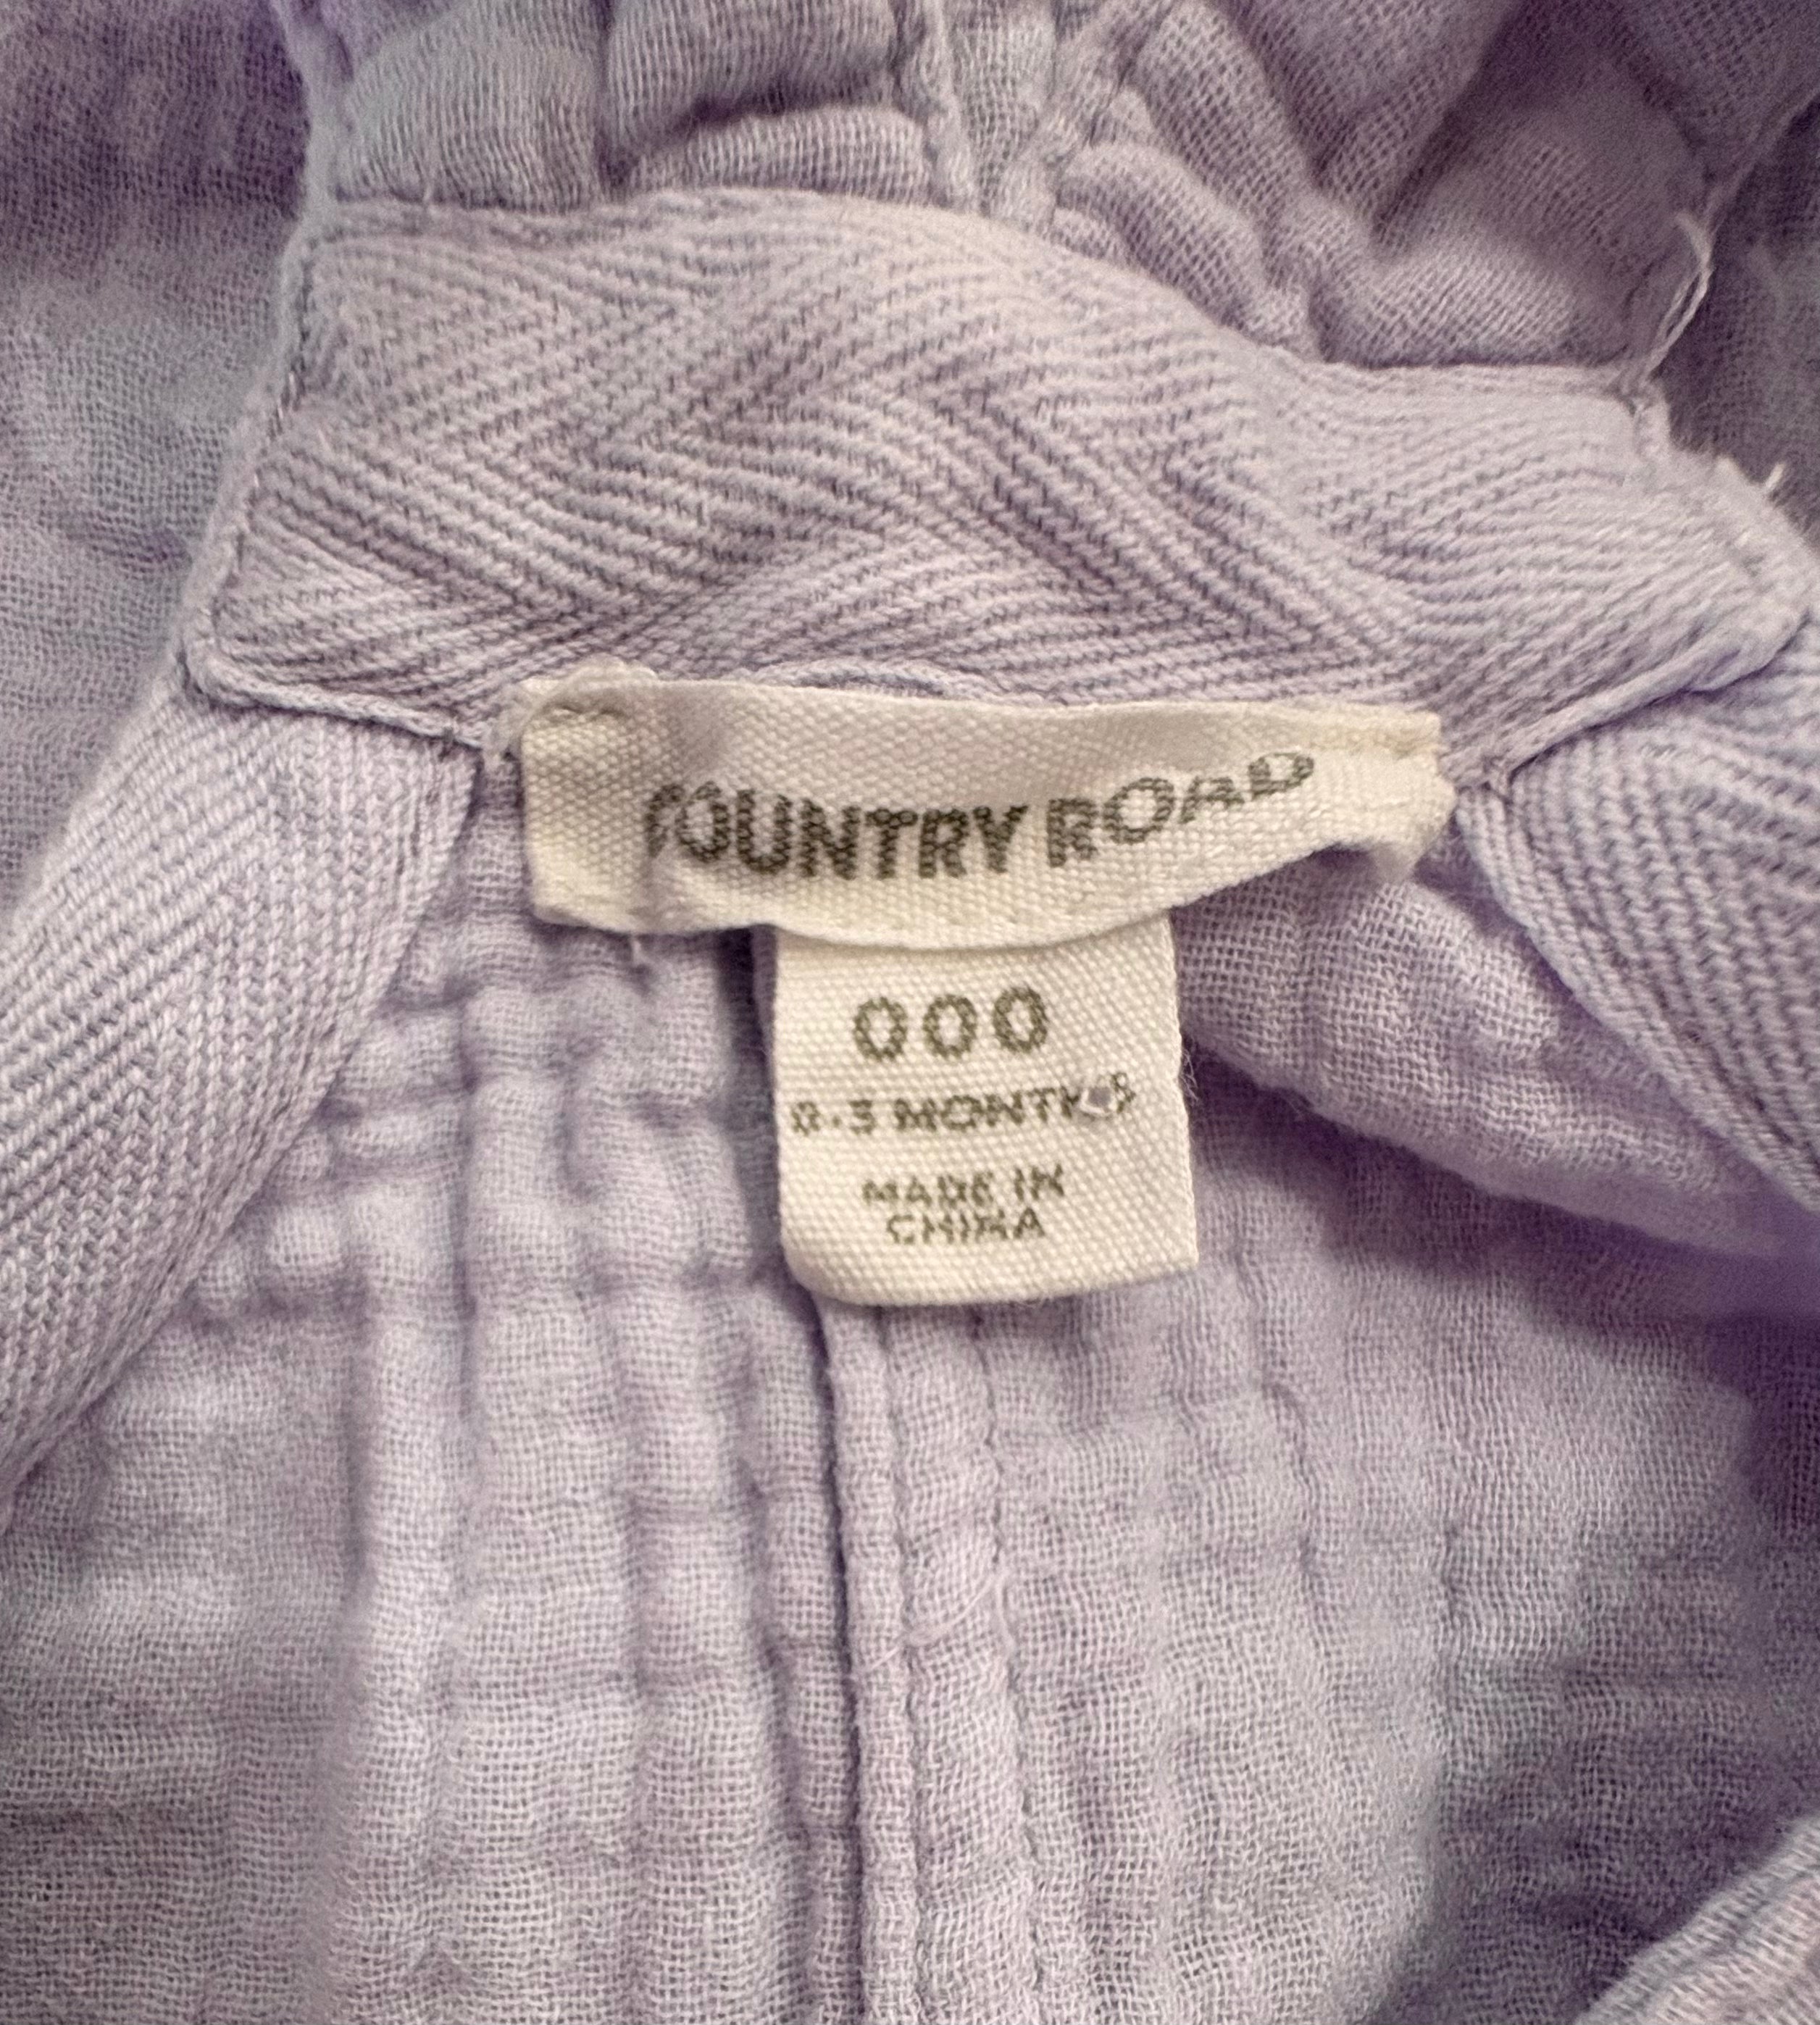 COUNTRY ROAD
000
0-3 MONTHS
MADE IN
CHINA